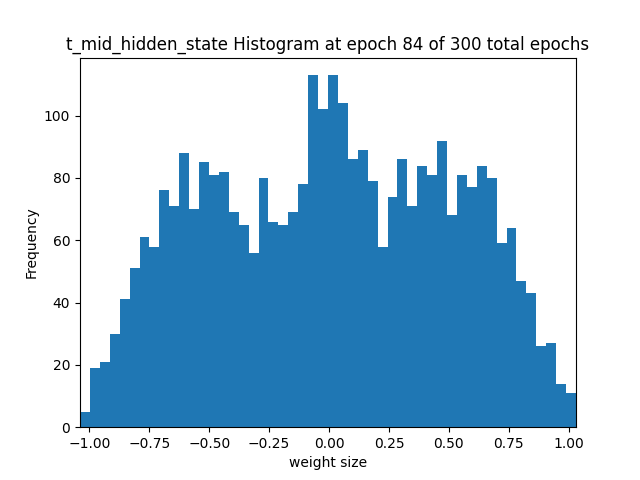 t_mid_hidden_state Histogram at epoch 84 of 300 total epochs
Frequency
100
80
60
40
20
0
−1.00 −0.75 −0.50 −0.25 0.00 0.25 0.50 0.75 1.00
weight size